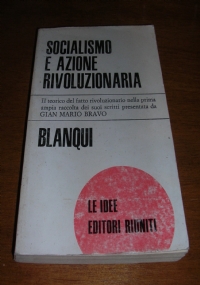 SOCIALISMO
E AZIONE
RIVOLUZIONARIA
Il teorico del fatto rivoluzionario nella prima
ampia raccolta dei suoi scritti presentata da
GIAN MARIO BRAVO
BLANQUI
LE IDEE
EDITORI RIUNITI